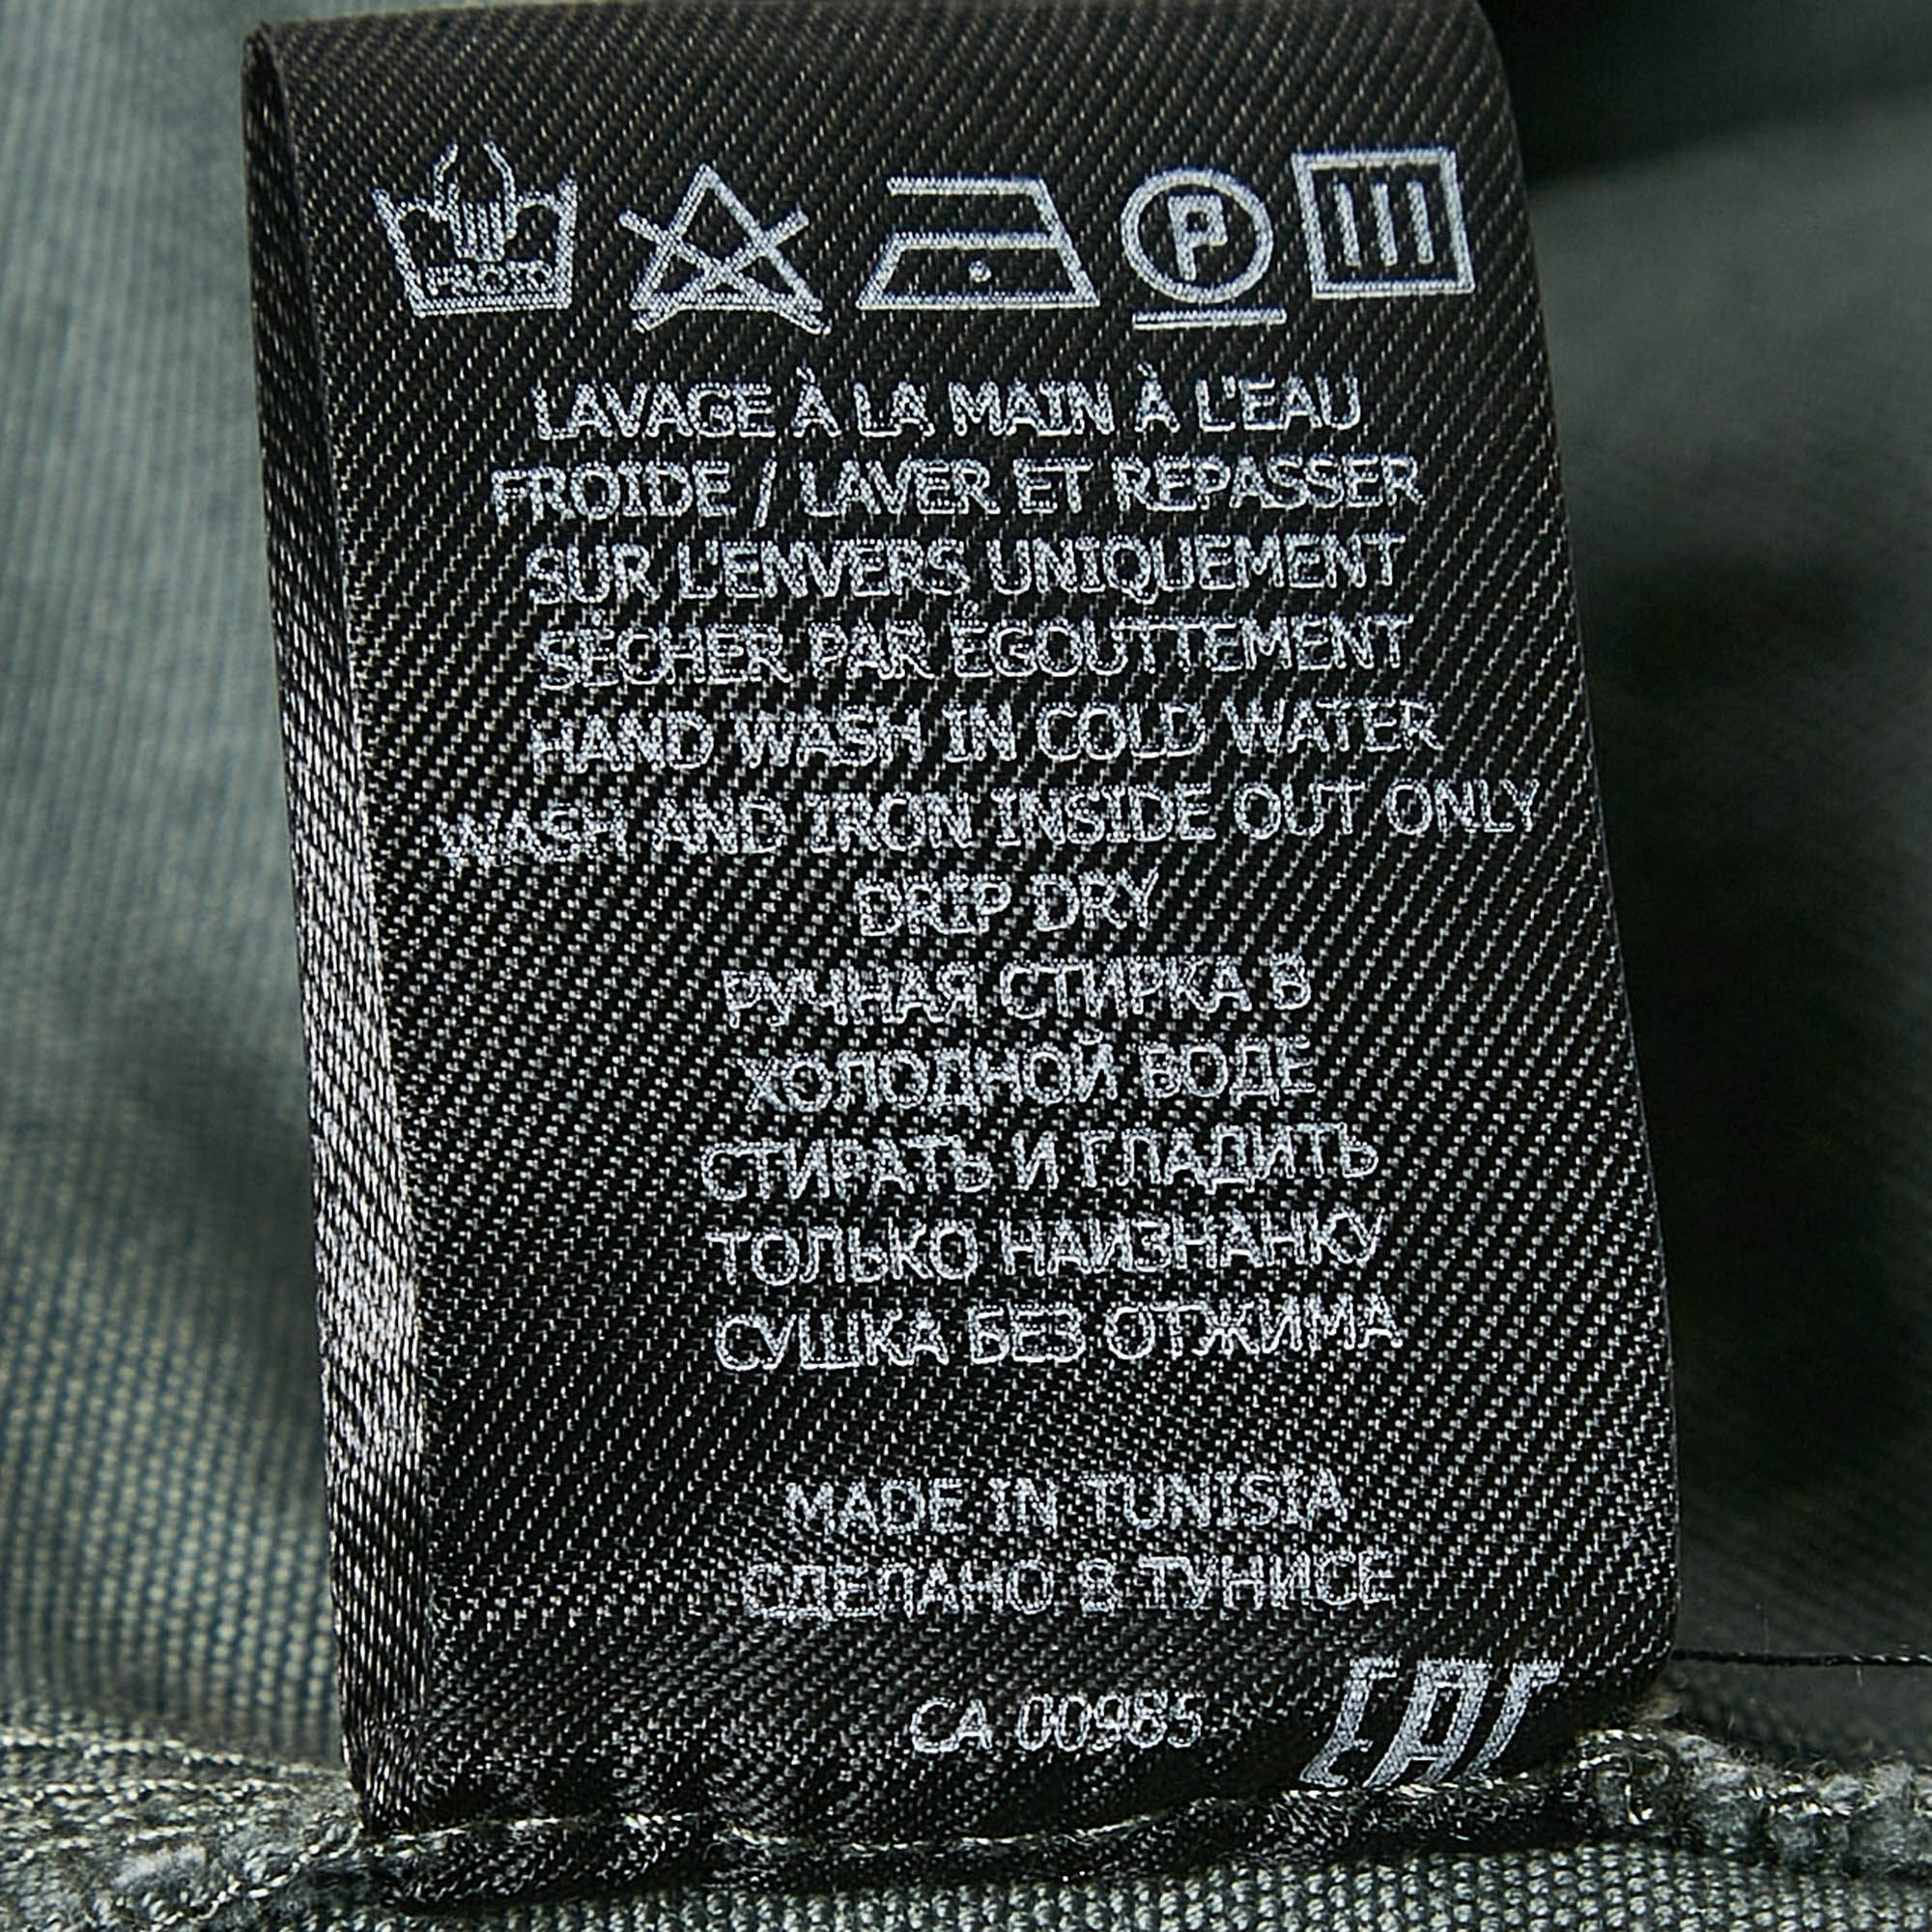 FROID
P
LAVAGE À LA MAIN À L'EAU
FROIDE / LAVER ET REPASSER
SUR L'ENVERS UNIQUEMENT
SÉCHER PAR ÉGOUTTEMENT
HAND WASH IN COLD WATER
WASH AND IRON INSIDE OUT ONLY
DRIP DRY
РУЧНАЯ СТИРКА В
ХОЛОДНОЙ ВОДЕ
СТИРАТЬ И ГЛАДИТЬ
ТОЛЬКО НАИЗНАНКУ
СУШКА БЕЗ ОТЖИМА
MADE IN TUNISIA
СДЕЛАНО В ТУНИСЕ
CA 00985
EAC